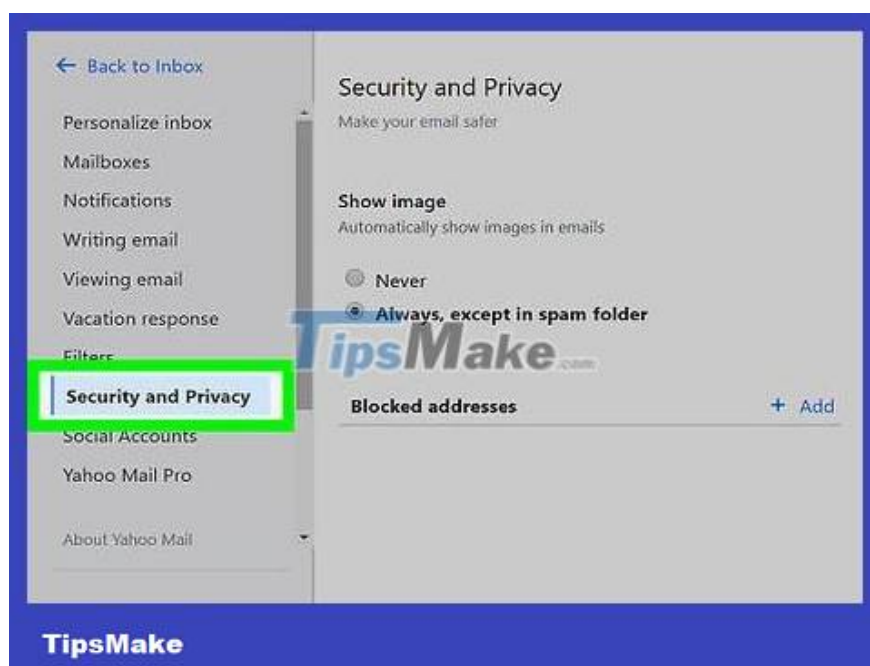 ← Back to Inbox
Personalize inbox
Mailboxes
Notifications
Writing email
Viewing email
Vacation response
Filters
Security and Privacy
Social Accounts
Yahoo Mail Pro
About Yahoo Mail
Security and Privacy
Make your email safer
Show image
Automatically show images in emails
Never
Always, except in spam folder
TipsMake.com
Blocked addresses
+ Add
TipsMake